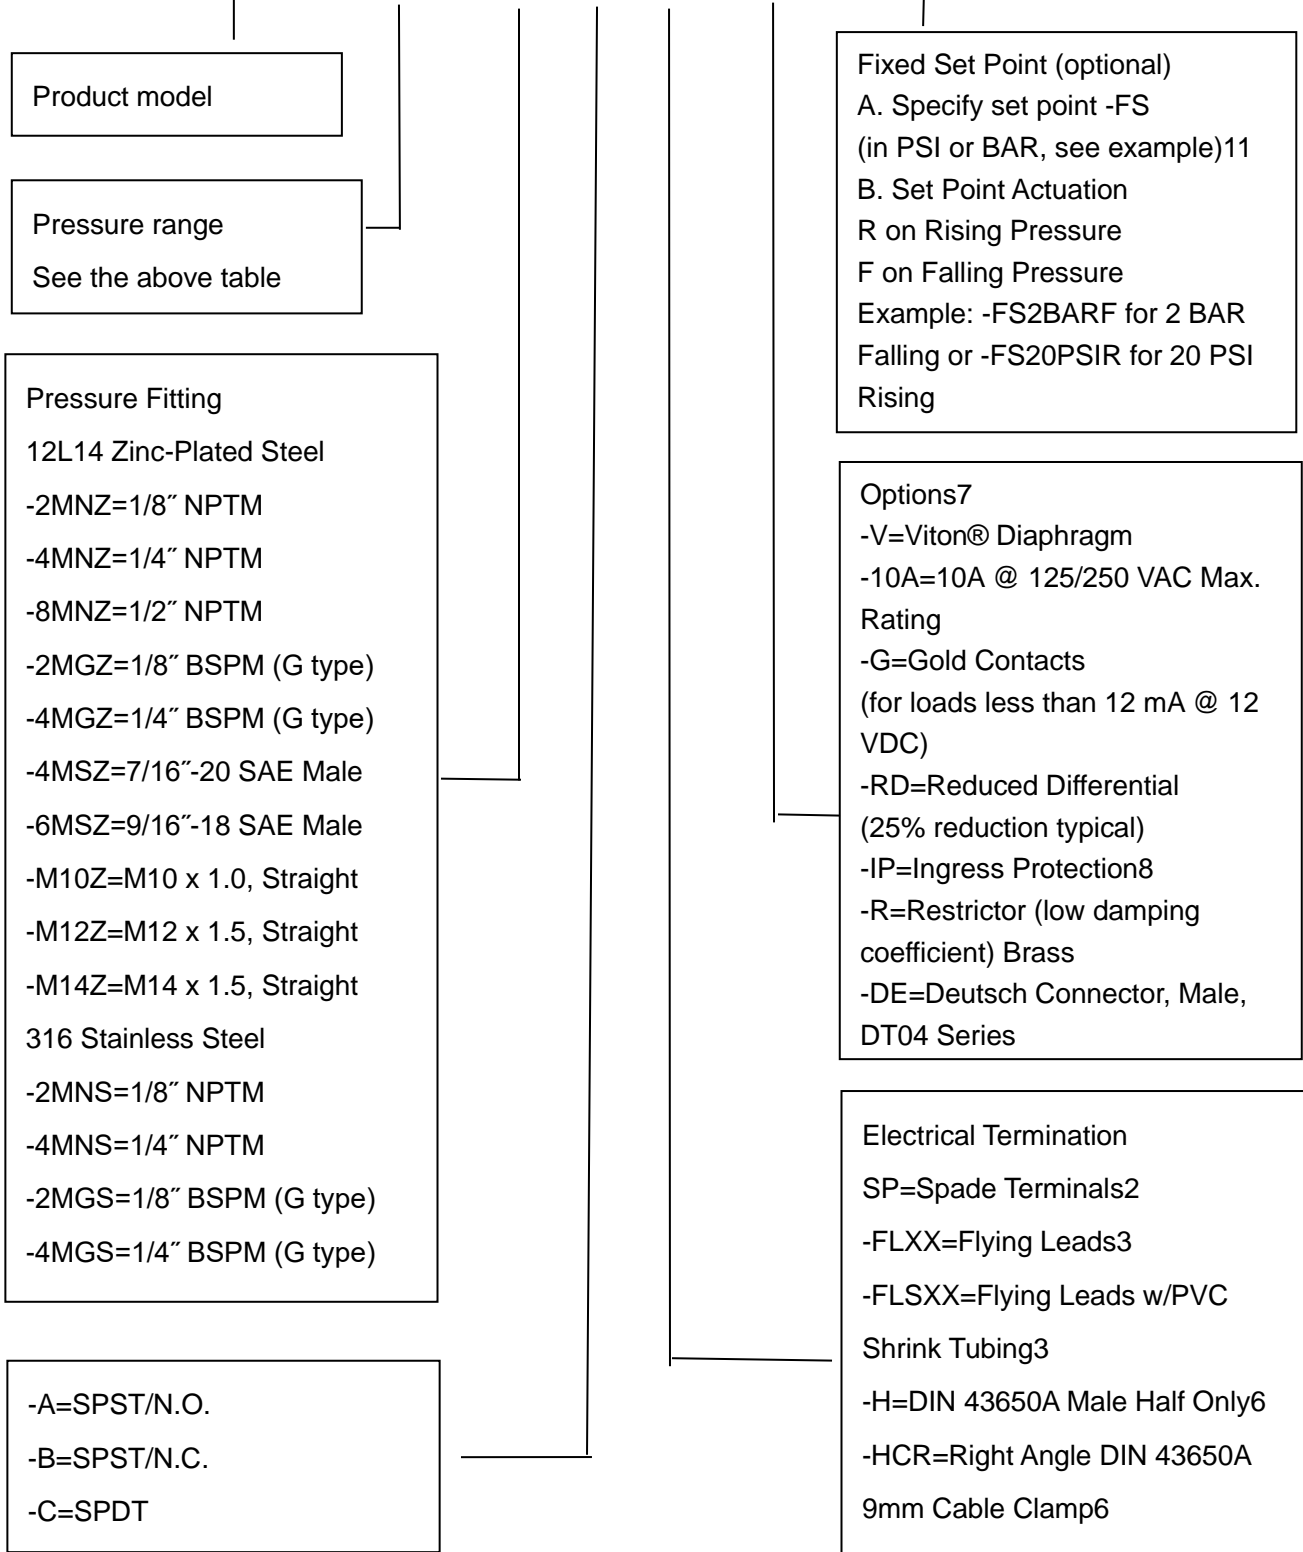 Product model
Pressure range
See the above table
Pressure Fitting
12L14 Zinc-Plated Steel
-2MNZ=1/8˝ NPTM
-4MNZ=1/4˝ NPTM
-8MNZ=1/2˝ NPTM
-2MGZ=1/8˝ BSPM (G type)
-4MGZ=1/4˝ BSPM (G type)
-4MSZ=7/16˝-20 SAE Male
-6MSZ=9/16˝-18 SAE Male
-M10Z=M10 x 1.0, Straight
-M12Z=M12 x 1.5, Straight
-M14Z=M14 x 1.5, Straight
316 Stainless Steel
-2MNS=1/8˝ NPTM
-4MNS=1/4˝ NPTM
-2MGS=1/8˝ BSPM (G type)
-4MGS=1/4˝ BSPM (G type)
-A=SPST/N.O.
-B=SPST/N.C.
-C=SPDT
Fixed Set Point (optional)
A. Specify set point -FS
(in PSI or BAR, see example)11
B. Set Point Actuation
R on Rising Pressure
F on Falling Pressure
Example: -FS2BARF for 2 BAR
Falling or -FS20PSIR for 20 PSI
Rising
Options7
-V=Viton® Diaphragm
-10A=10A @ 125/250 VAC Max.
Rating
-G=Gold Contacts
(for loads less than 12 mA @ 12
VDC)
-RD=Reduced Differential
(25% reduction typical)
-IP=Ingress Protection8
-R=Restrictor (low damping
coefficient) Brass
-DE=Deutsch Connector, Male,
DT04 Series
Electrical Termination
SP=Spade Terminals2
-FLXX=Flying Leads3
-FLSXX=Flying Leads w/PVC
Shrink Tubing3
-H=DIN 43650A Male Half Only6
-HCR=Right Angle DIN 43650A
9mm Cable Clamp6